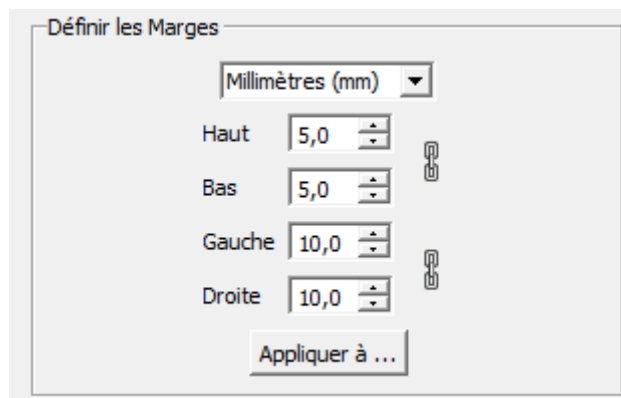 Définir les Marges
Millimètres (mm)
Haut 5,0
Bas 5,0
Gauche 10,0
Droite 10,0
Appliquer à ...